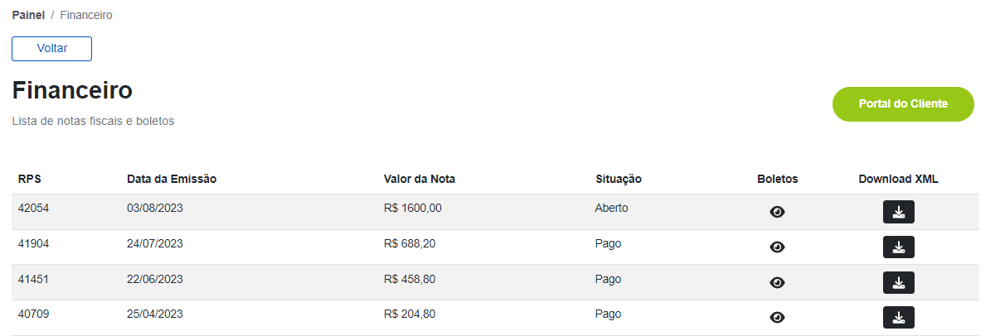 Painel / Financeiro
Voltar
Financeiro
Portal do Cliente
Lista de notas fiscais e boletos
RPS Data da Emissão Valor da Nota Situação Boletos Download XML
42054 03/08/2023 R$ 1600,00 Aberto
41904 24/07/2023 R$ 688,20 Pago
41451 22/06/2023 R$ 458,80 Pago
40709 25/04/2023 R$ 204,80 Pago